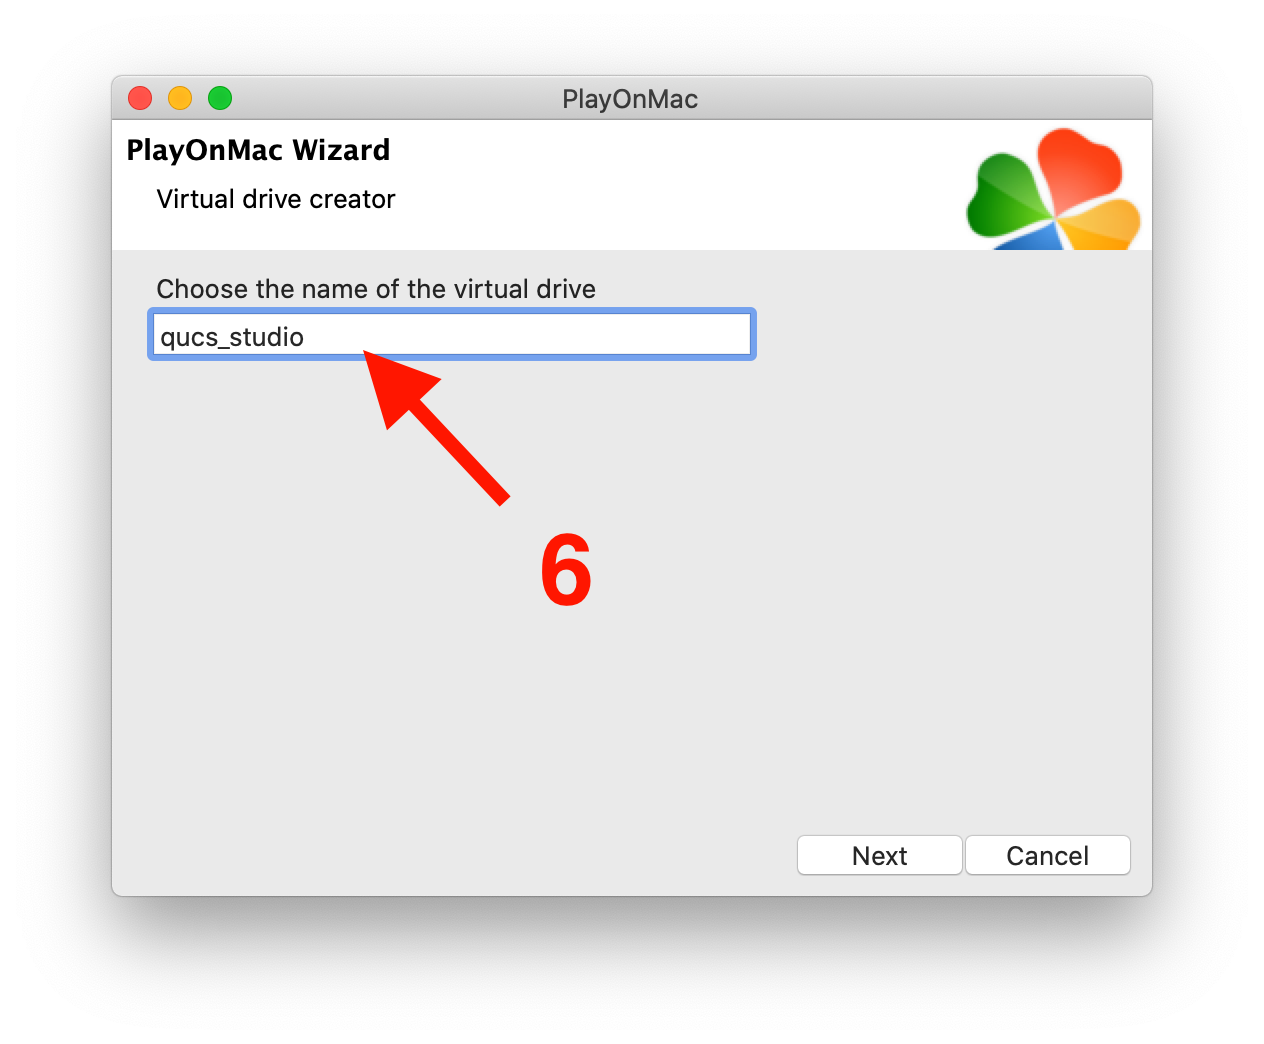 PlayOnMac
PlayOnMac Wizard
Virtual drive creator
Choose the name of the virtual drive
qucs_studio
6
Next Cancel